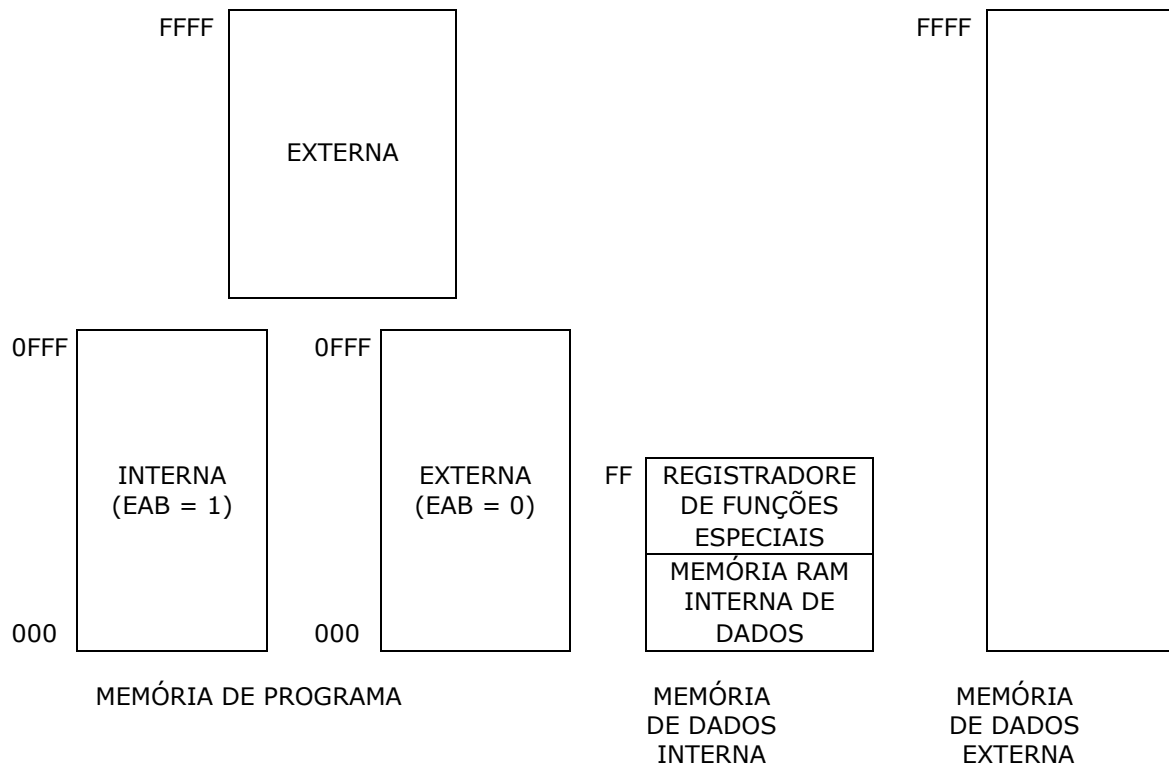 FFFF
FFFF
EXTERNA
0FFF
0FFF
INTERNA
(EAB = 1)
EXTERNA
(EAB = 0)
FF
REGISTRADORE
DE FUNÇÕES
ESPECIAIS
MEMÓRIA RAM
INTERNA DE
DADOS
000
000
MEMÓRIA DE PROGRAMA
MEMÓRIA
DE DADOS
INTERNA
MEMÓRIA
DE DADOS
EXTERNA